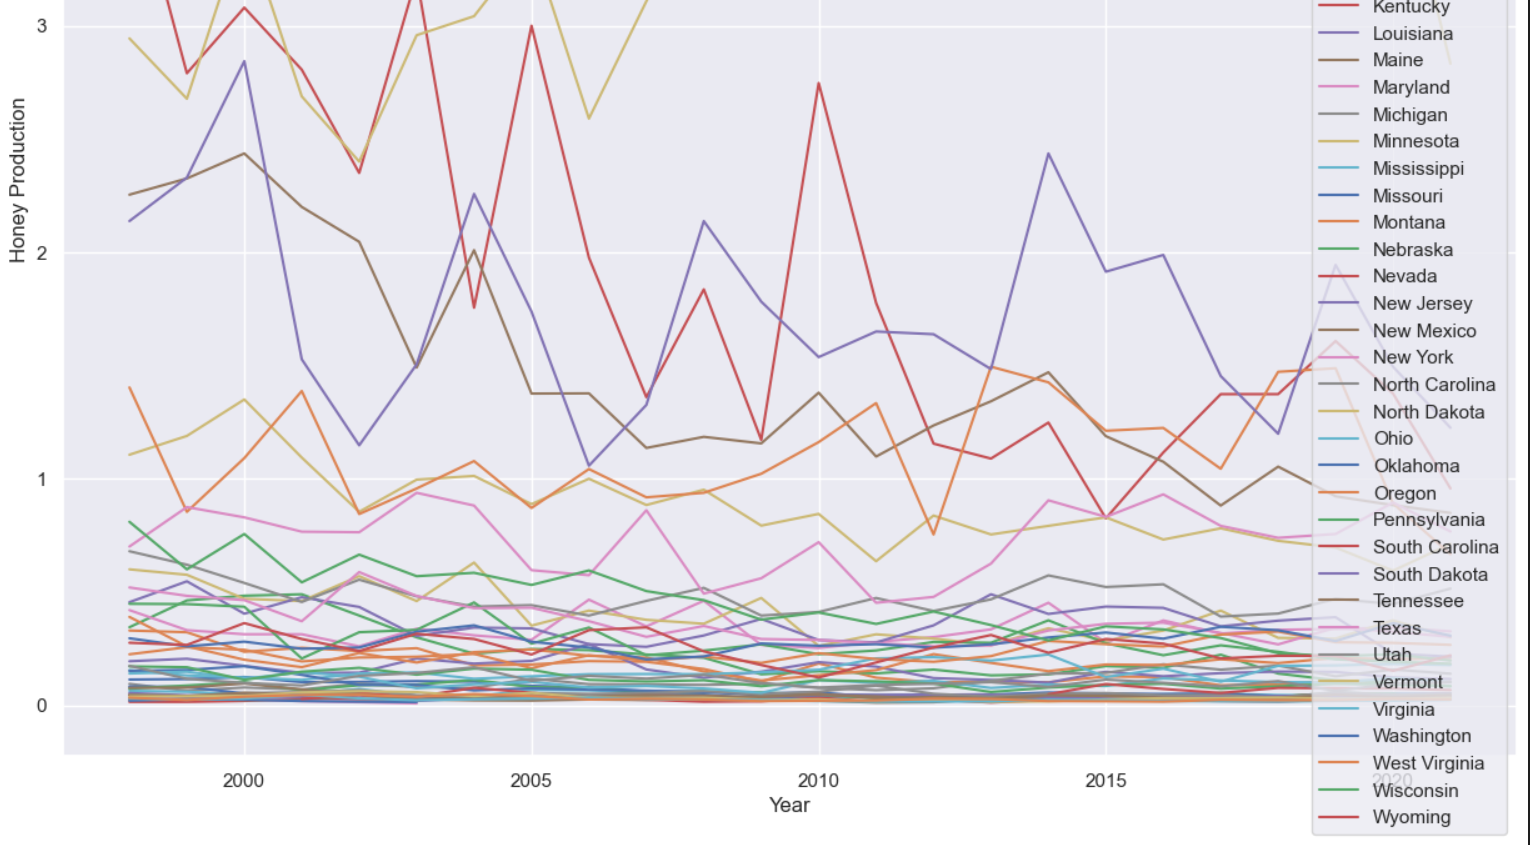 3
2
1
0
Honey Production
2000
2005
2010
2015
2020
Year
Kentucky
Louisiana
Maine
Maryland
Michigan
Minnesota
Mississippi
Missouri
Montana
Nebraska
Nevada
New Jersey
New Mexico
New York
North Carolina
North Dakota
Ohio
Oklahoma
Oregon
Pennsylvania
South Carolina
South Dakota
Tennessee
Texas
Utah
Vermont
Virginia
Washington
West Virginia
Wisconsin
Wyoming